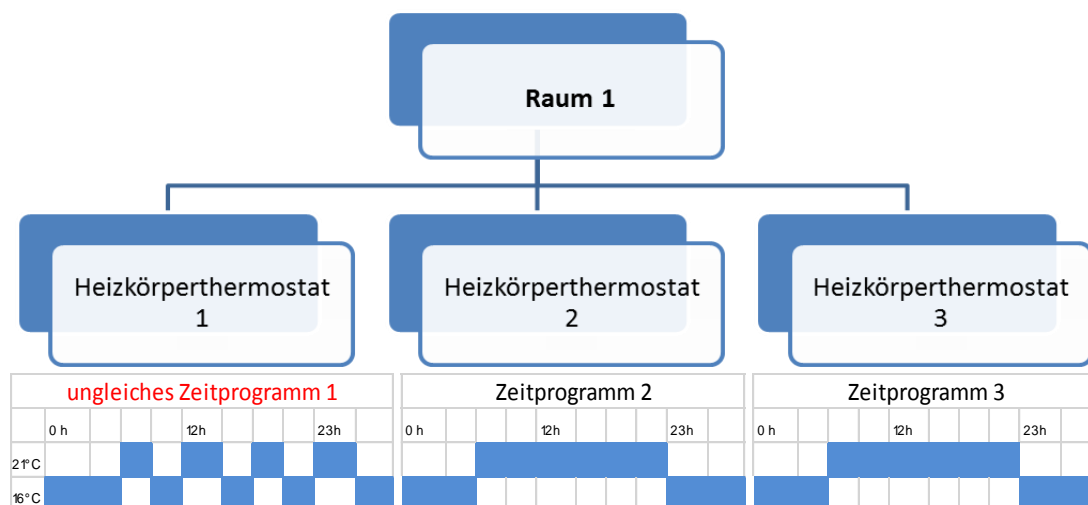 Raum 1
Heizkörperthermostat
1
Heizkörperthermostat
2
Heizkörperthermostat
3
ungleiches Zeitprogramm 1
Zeitprogramm 2
Zeitprogramm 3
0 h 12h 23h
0 h 12h 23h
0 h 12h 23h
21°C
16°C